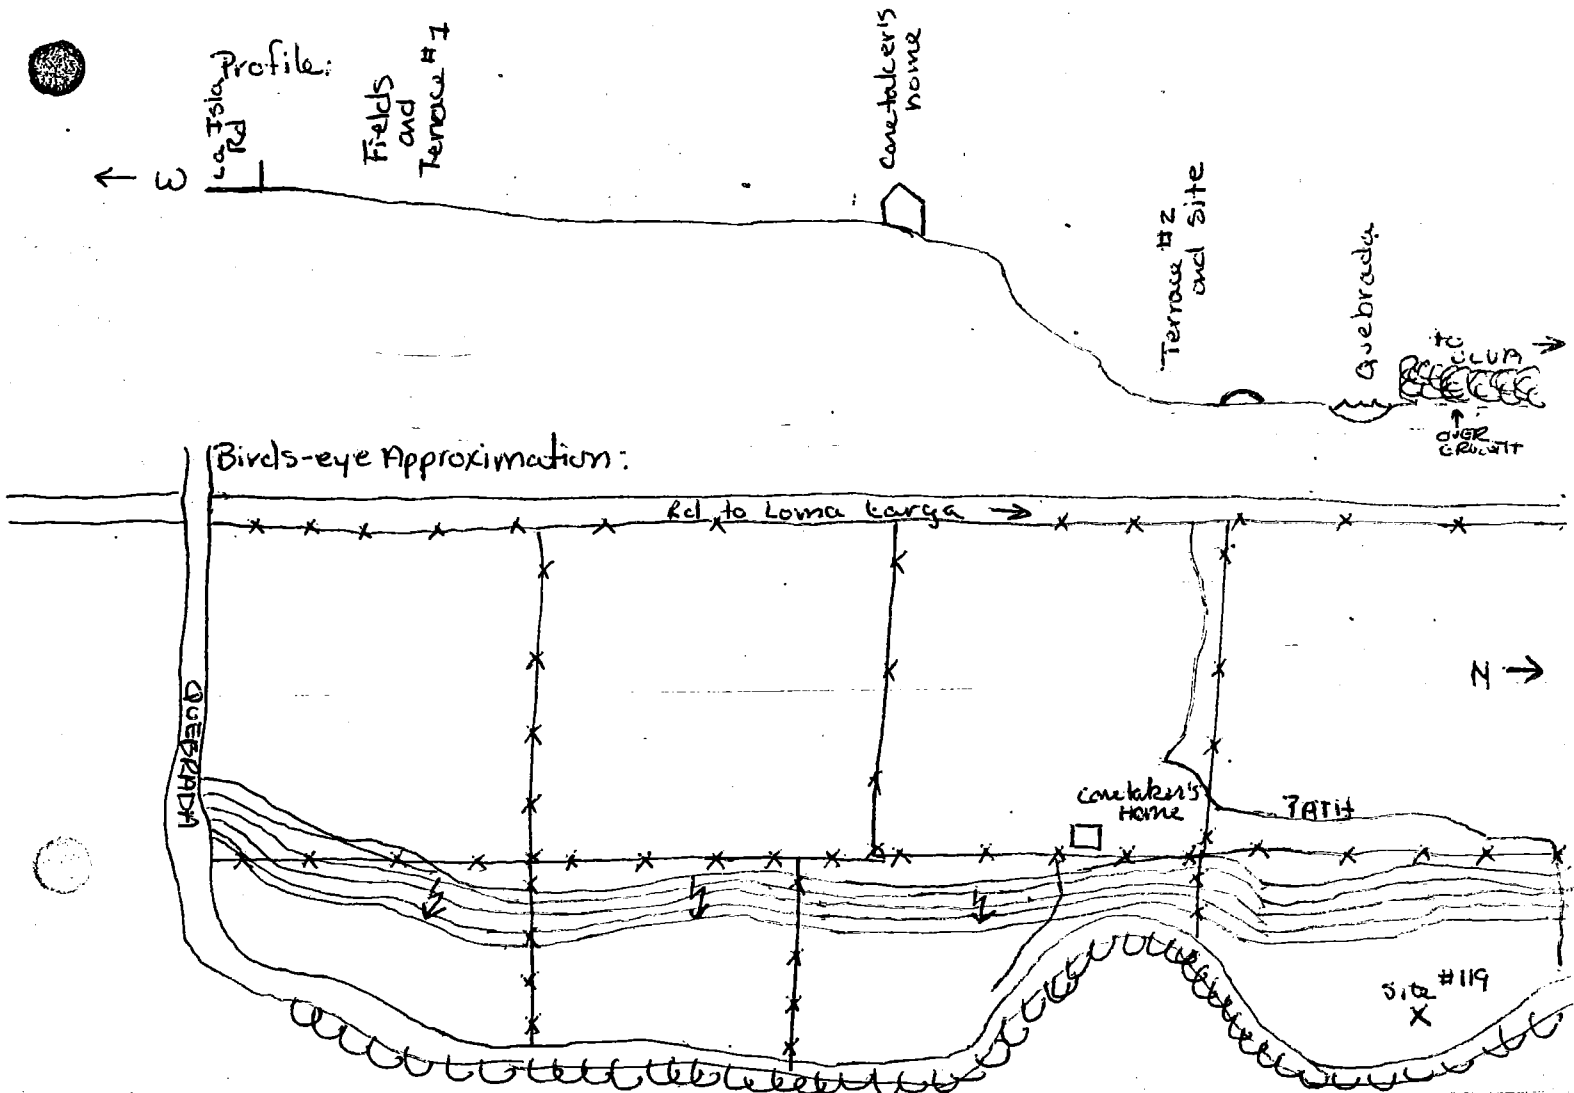 Profile:
← W
La Isla
Rd
Fields
and
Terrace #1
Caretaker's
home
Terrace #2
and site
Quebrada
to
ULUA →
OVER
GROWTH
Birds-eye Approximation:
Rd to Loma Larga →
N →
QUEBRADA
Caretaker's
Home
PATH
Site #119
X